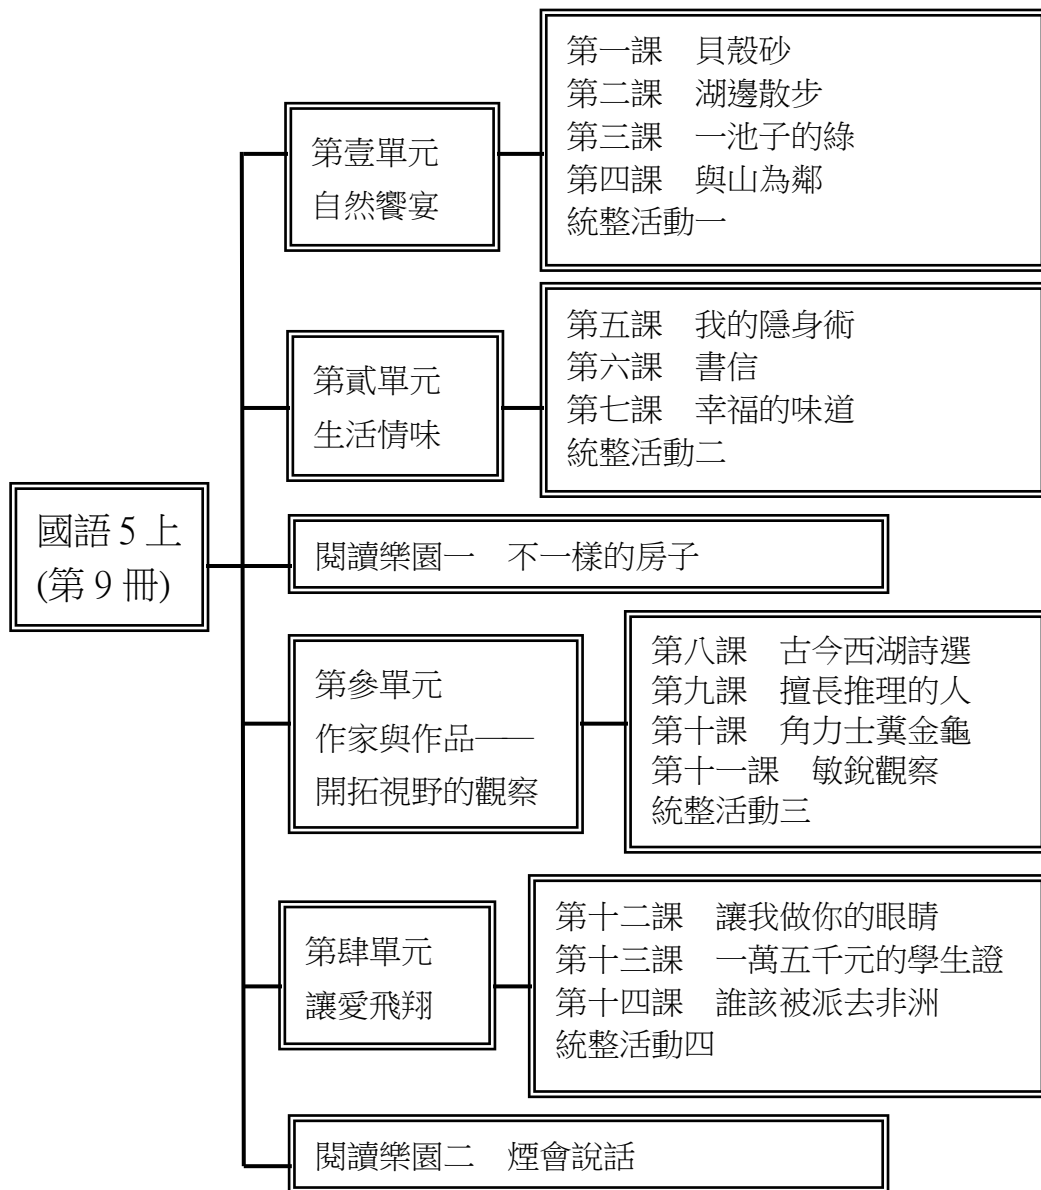 國語 5 上
(第 9 冊)
第壹單元
自然饗宴
第一課　貝殼砂
第二課　湖邊散步
第三課　一池子的綠
第四課　與山為鄰
統整活動一
第貳單元
生活情味
第五課　我的隱身術
第六課　書信
第七課　幸福的味道
統整活動二
閱讀樂園一　不一樣的房子
第參單元
作家與作品——
開拓視野的觀察
第八課　古今西湖詩選
第九課　擅長推理的人
第十課　角力士糞金龜
第十一課　敏銳觀察
統整活動三
第肆單元
讓愛飛翔
第十二課　讓我做你的眼睛
第十三課　一萬五千元的學生證
第十四課　誰該被派去非洲
統整活動四
閱讀樂園二　煙會說話